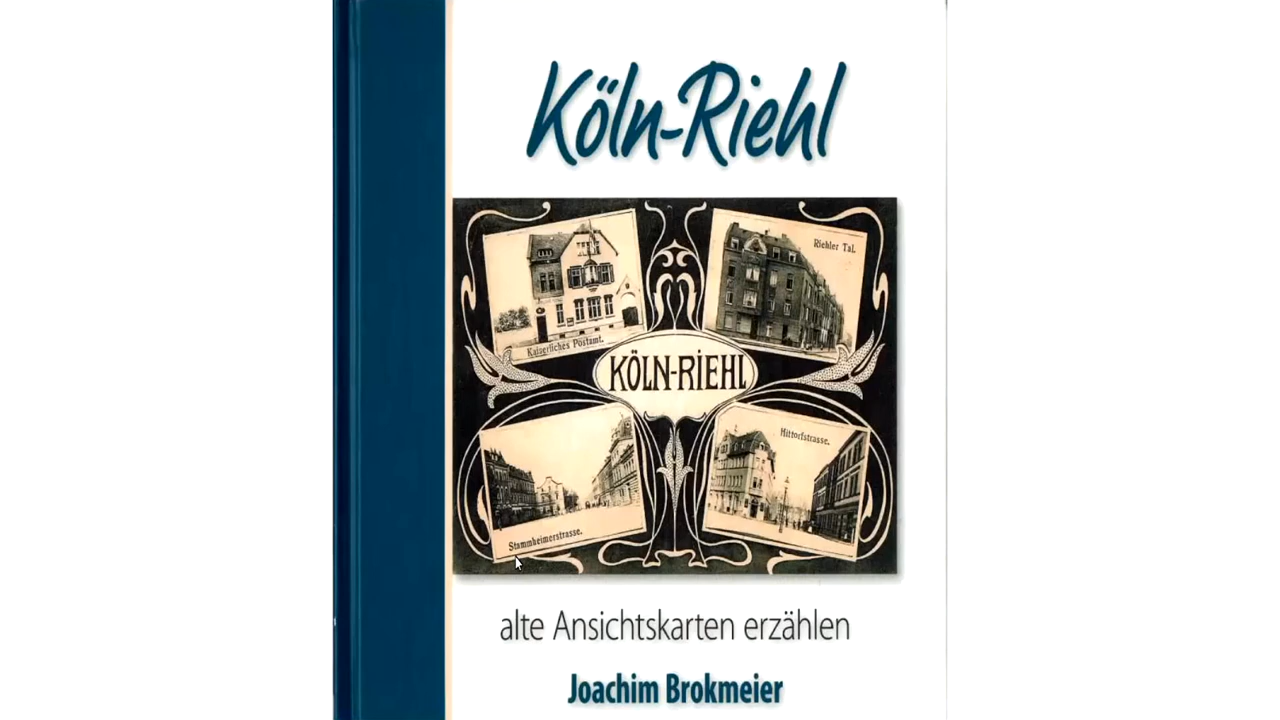 Köln-Riehl
Kaiserliches Postamt.
Riehler Tal.
KÖLN-RIEHL
Stammheimerstrasse.
Hittorfstrasse.
alte Ansichtskarten erzählen
Joachim Brokmeier